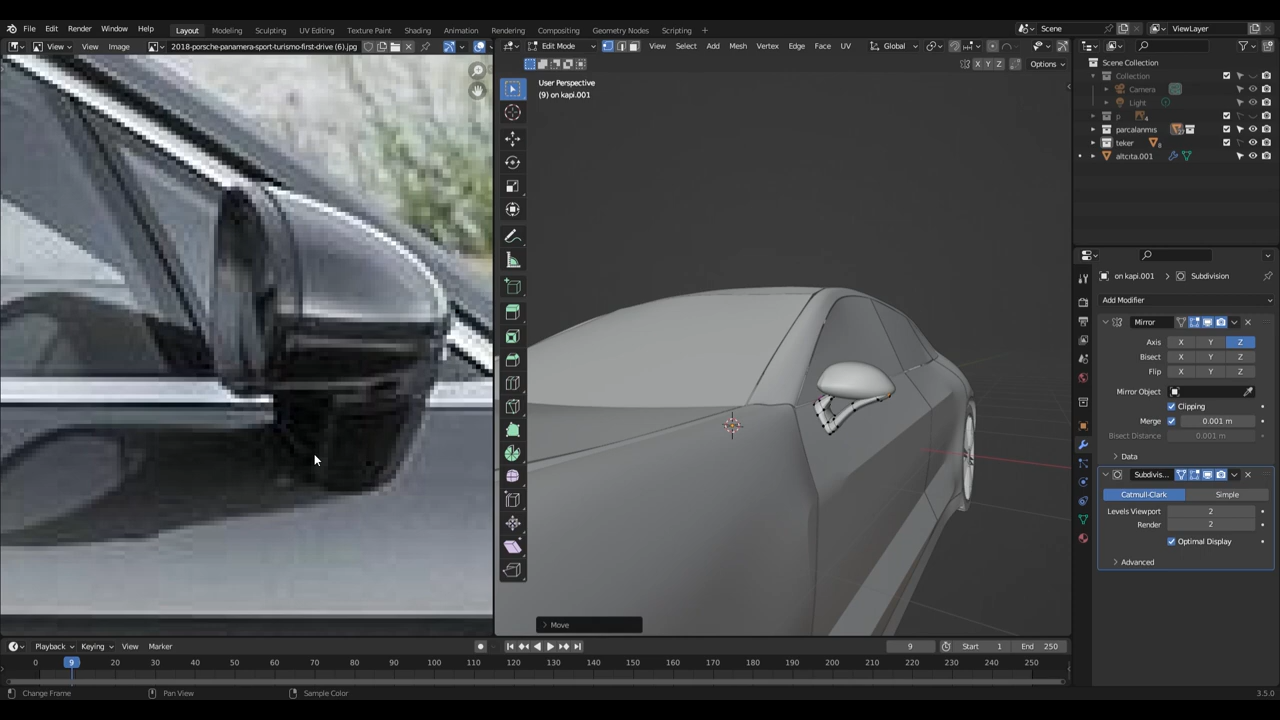 File Edit Render Window Help Layout Modeling Sculpting UV Editing Texture Paint Shading Animation Rendering Compositing Geometry Nodes Scripting + Scene ViewLayer
View View Image 2018-porsche-panamera-sport-turismo-first-drive (6).jpg Edit Mode View Select Add Mesh Vertex Edge Face UV Global
X Y Z Options
User Perspective
(9) on kapi.001
Scene Collection
Collection
Camera
Light
p
parcalanmis
teker
altcıta.001
on kapi.001 > Subdivision
Add Modifier
Mirror
Axis X Y Z
Bisect X Y Z
Flip X Y Z
Mirror Object
Clipping
Merge 0.001 m
Bisect Distance 0.001 m
Data
Subdivis...
Catmull-Clark Simple
Levels Viewport 2
Render 2
Optimal Display
Advanced
Move
Playback Keying View Marker 9 Start 1 End 250
0 9 20 30 40 50 60 70 80 90 100 110 120 130 140 150 160 170 180 190 200 210 220 230 240 250
Change Frame Pan View Sample Color 3.5.0